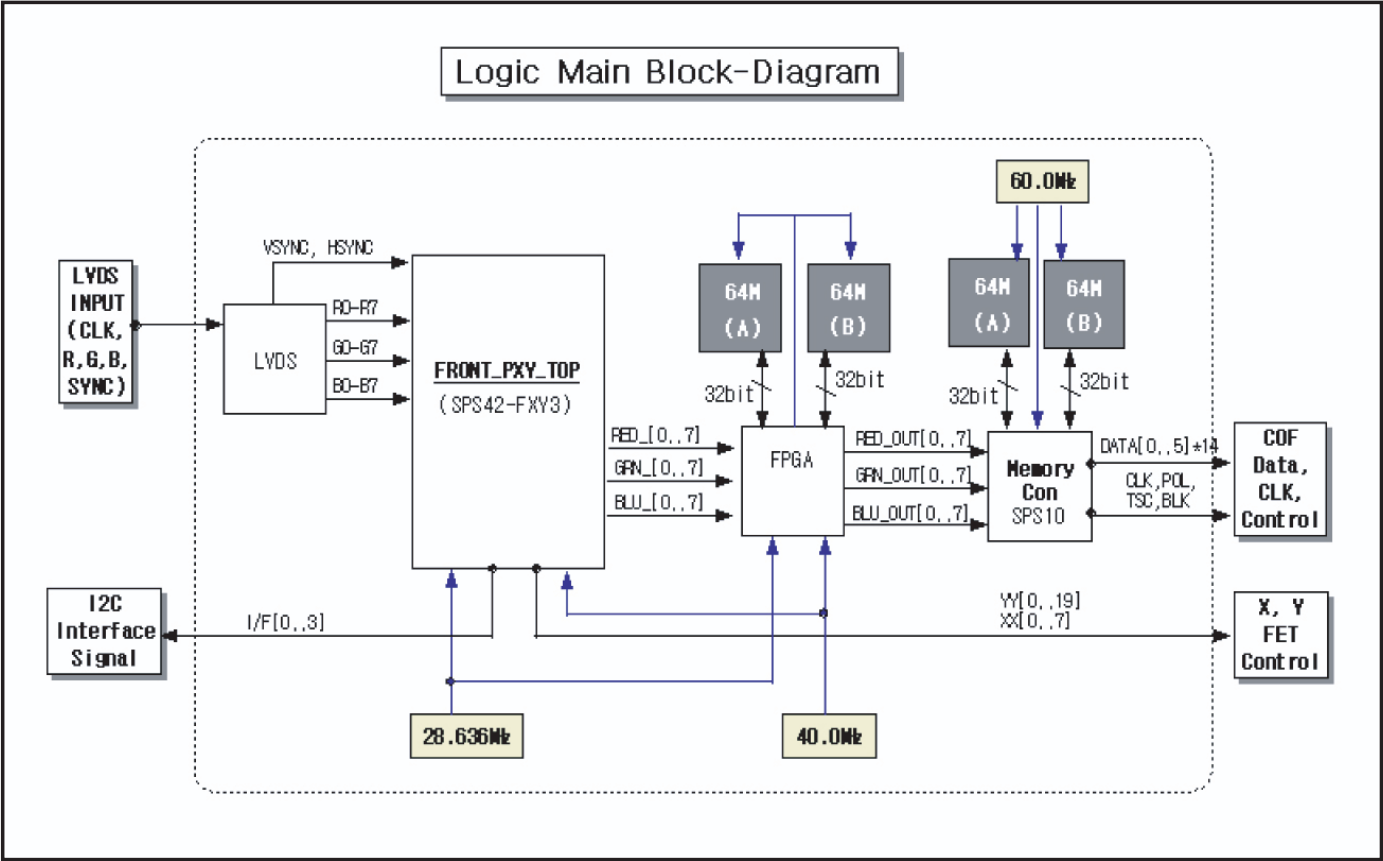 Logic Main Block-Diagram
60.0MHz
VSYNC, HSYNC
LVDS
INPUT
(CLK,
R,G,B,
SYNC)
LVDS
R0-R7
G0-G7
B0-B7
FRONT_PXY_TOP
(SPS42-FXY3)
64M
(A)
64M
(B)
64M
(A)
64M
(B)
32bit
32bit
32bit
32bit
RED_[0..7]
GRN_[0..7]
BLU_[0..7]
FPGA
RED_OUT[0..7]
GRN_OUT[0..7]
BLU_OUT[0..7]
Memory
Con
SPS10
DATA[0..5]*14
CLK,POL,
TSC,BLK
COF
Data,
CLK,
Control
I2C
Interface
Signal
I/F[0..3]
YY[0..19]
XX[0..7]
X, Y
FET
Control
28.636MHz
40.0MHz